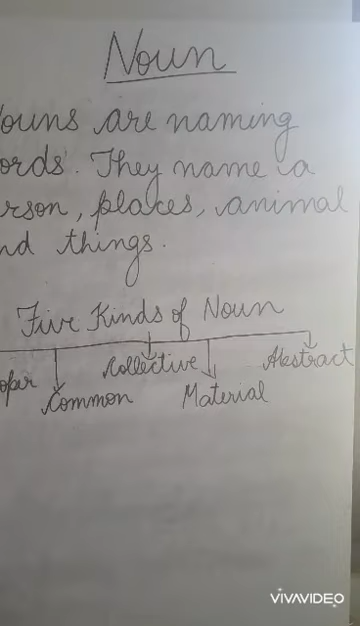 Noun
ouns are naming
ords. They name a
rson, places, animal
nd things.
Five Kinds of Noun
oper Common Collective Material Abstract
VIVAVIDEO